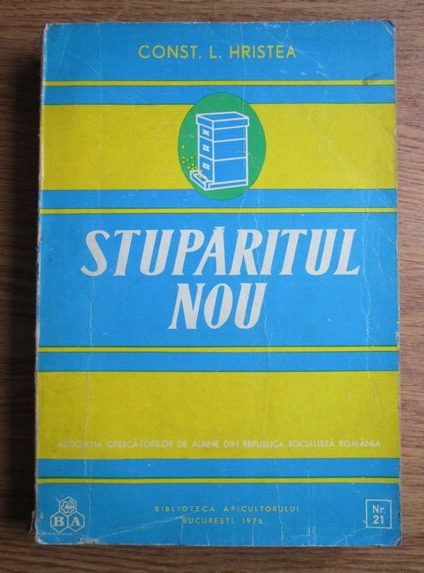 CONST. L. HRISTEA
STUPĂRITUL
NOU
ASOCIAȚIA CRESCĂTORILOR DE ALBINE DIN REPUBLICA SOCIALISTĂ ROMÂNIA
BIBLIOTECA APICULTORULUI
BUCUREȘTI, 1976
BA
Nr.
21